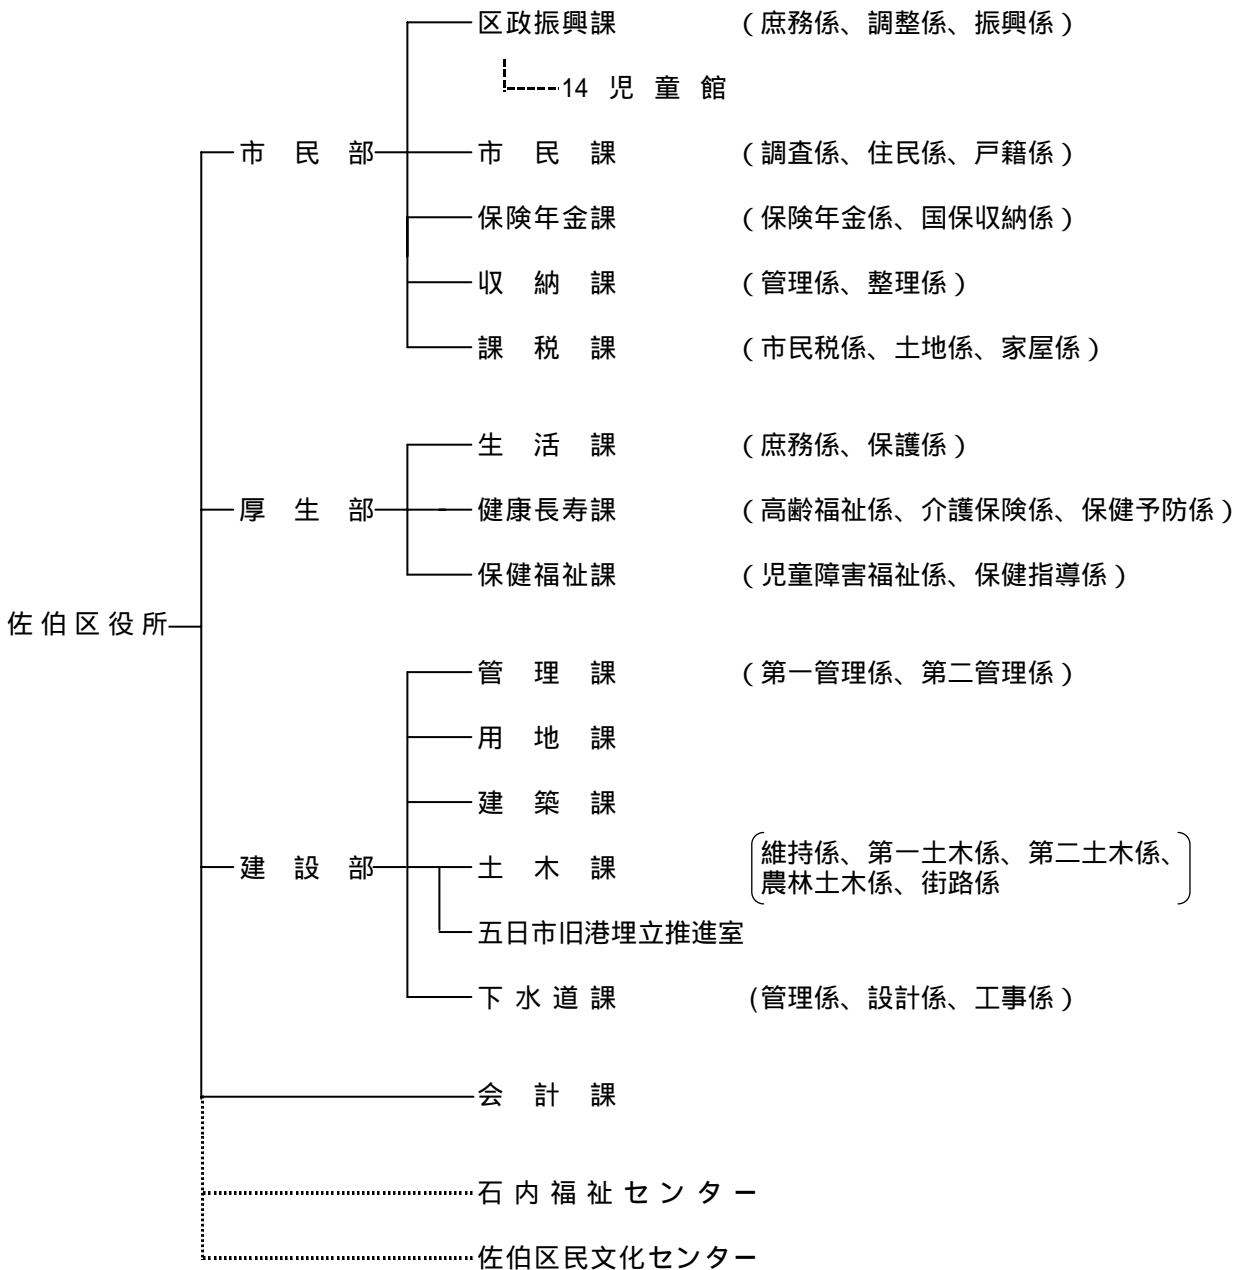 区政振興課 (庶務係、調整係、振興係)
14 児童館
市民部 市民課 (調査係、住民係、戸籍係)
保険年金課 (保険年金係、国保収納係)
収納課 (管理係、整理係)
課税課 (市民税係、土地係、家屋係)
生活課 (庶務係、保護係)
厚生部 健康長寿課 (高齢福祉係、介護保険係、保健予防係)
保健福祉課 (児童障害福祉係、保健指導係)
佐伯区役所
管理課 (第一管理係、第二管理係)
用地課
建築課
建設部 土木課 (維持係、第一土木係、第二土木係、
農林土木係、街路係)
五日市旧港埋立推進室
下水道課 (管理係、設計係、工事係)
会計課
石内福祉センター
佐伯区民文化センター